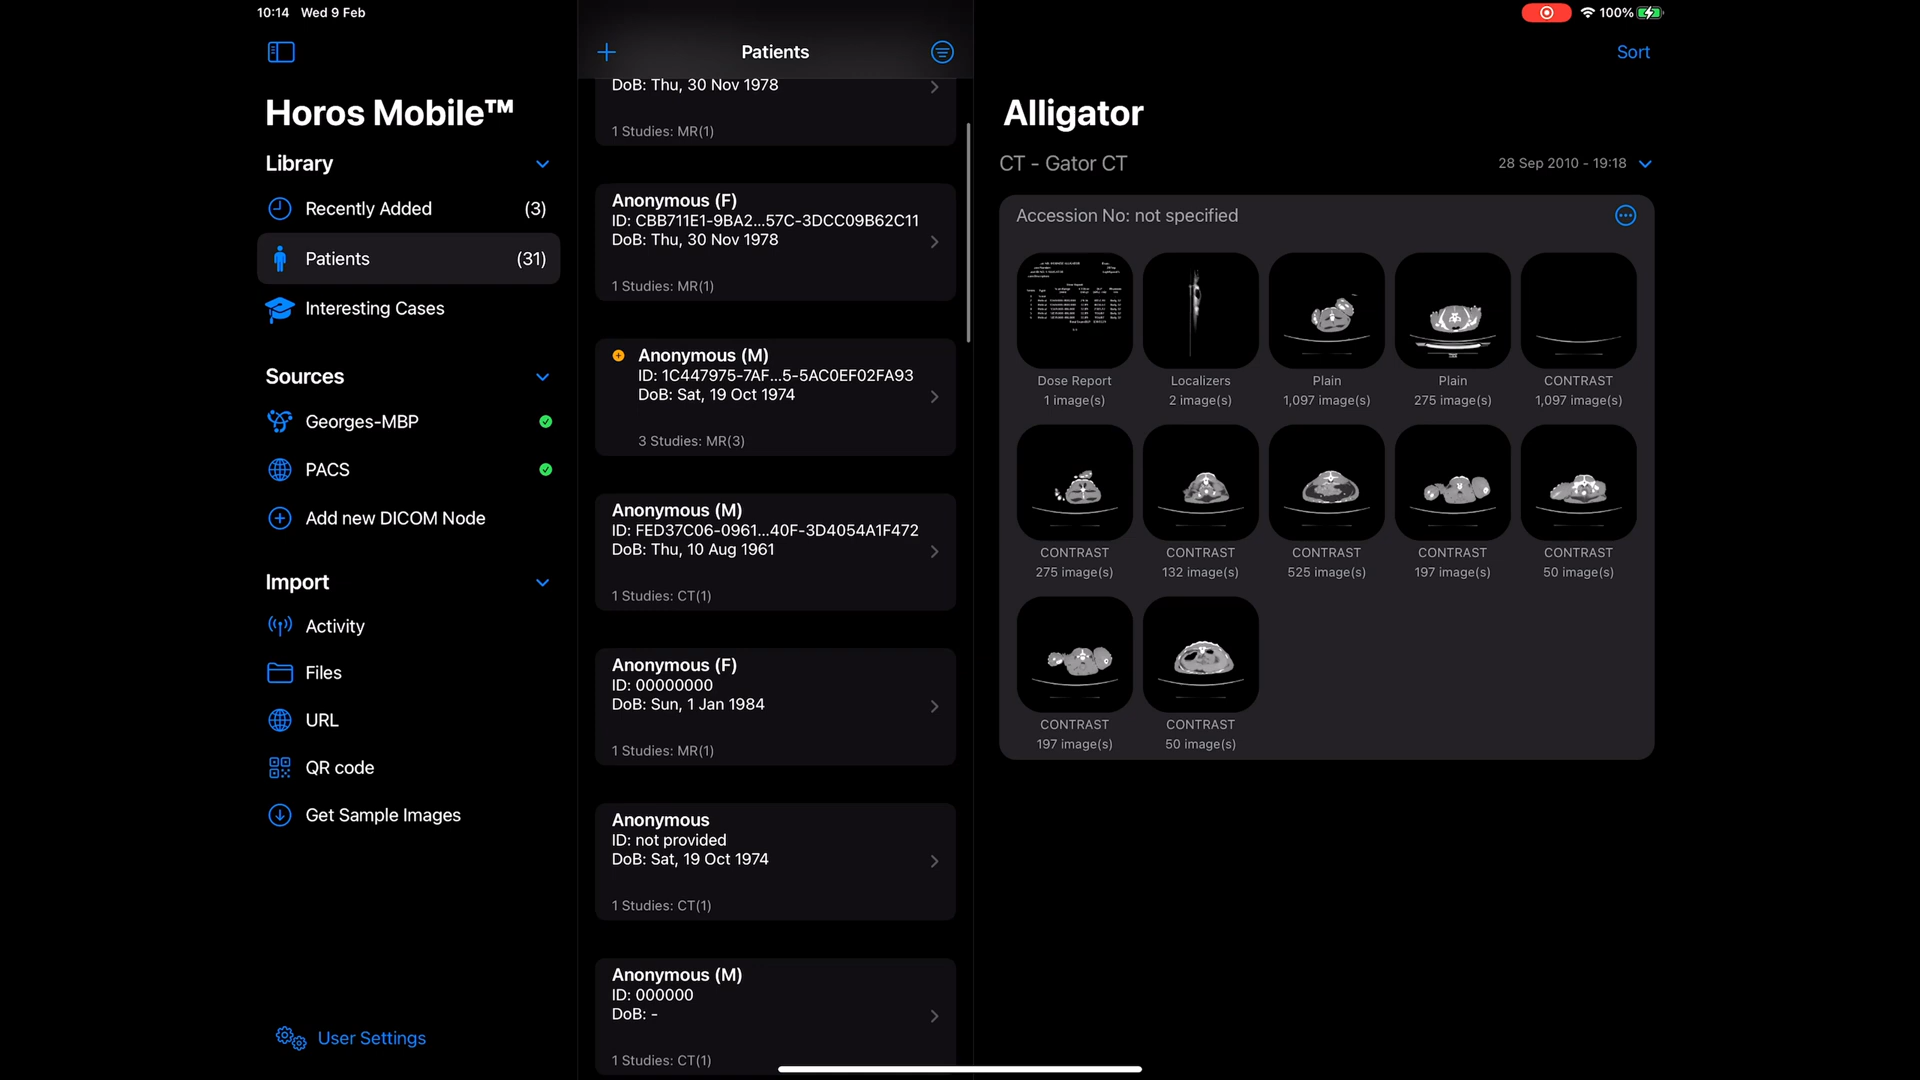 10:14 Wed 9 Feb
100%
Horos Mobile™
Library
Recently Added (3)
Patients (31)
Interesting Cases
Sources
Georges-MBP
PACS
Add new DICOM Node
Import
Activity
Files
URL
QR code
Get Sample Images
User Settings
Patients
DoB: Thu, 30 Nov 1978
1 Studies: MR(1)
Anonymous (F)
ID: CBB711E1-9BA2...57C-3DCC09B62C11
DoB: Thu, 30 Nov 1978
1 Studies: MR(1)
Anonymous (M)
ID: 1C447975-7AF...5-5AC0EF02FA93
DoB: Sat, 19 Oct 1974
3 Studies: MR(3)
Anonymous (M)
ID: FED37C06-0961...40F-3D4054A1F472
DoB: Thu, 10 Aug 1961
1 Studies: CT(1)
Anonymous (F)
ID: 00000000
DoB: Sun, 1 Jan 1984
1 Studies: MR(1)
Anonymous
ID: not provided
DoB: Sat, 19 Oct 1974
1 Studies: CT(1)
Anonymous (M)
ID: 000000
DoB: -
1 Studies: CT(1)
Sort
Alligator
CT - Gator CT
28 Sep 2010 - 19:18
Accession No: not specified
Dose Report
1 image(s)
Localizers
2 image(s)
Plain
1,097 image(s)
Plain
275 image(s)
CONTRAST
1,097 image(s)
CONTRAST
275 image(s)
CONTRAST
132 image(s)
CONTRAST
525 image(s)
CONTRAST
197 image(s)
CONTRAST
50 image(s)
CONTRAST
197 image(s)
CONTRAST
50 image(s)